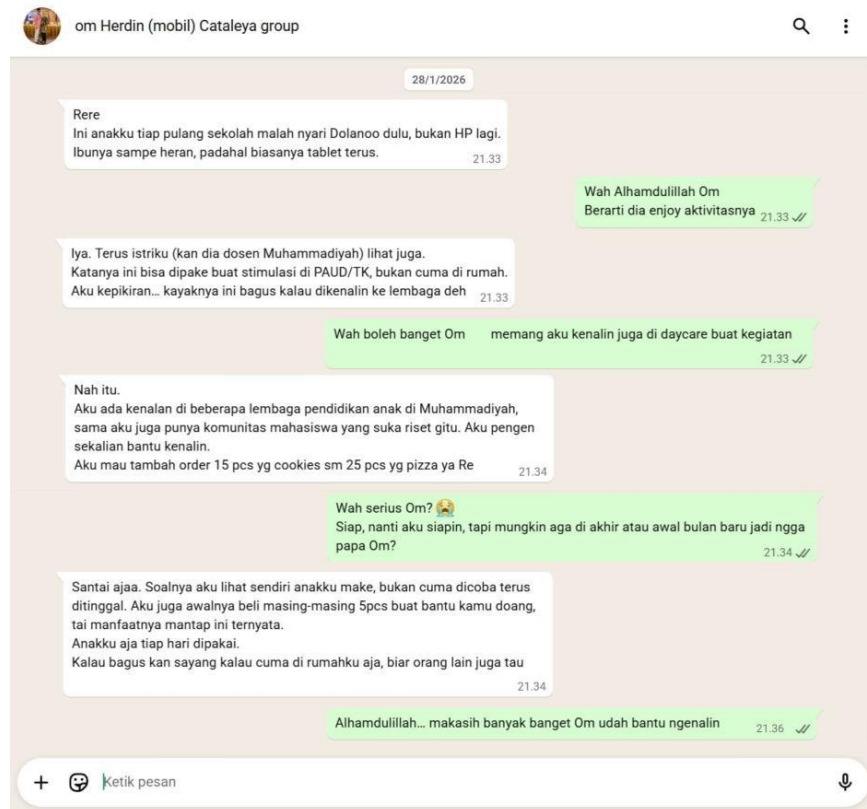 om Herdin (mobil) Cataleya group
28/1/2026
Rere
Ini anakku tiap pulang sekolah malah nyari Dolanoo dulu, bukan HP lagi.
Ibunya sampe heran, padahal biasanya tablet terus.
21.33
Wah Alhamdulillah Om
Berarti dia enjoy aktivitasnya
21.33
Iya. Terus istriku (kan dia dosen Muhammadiyah) lihat juga.
Katanya ini bisa dipake buat stimulasi di PAUD/TK, bukan cuma di rumah.
Aku kepikiran... kayaknya ini bagus kalau dikenalin ke lembaga deh
21.33
Wah boleh banget Om memang aku kenalin juga di daycare buat kegiatan
21.33
Nah itu.
Aku ada kenalan di beberapa lembaga pendidikan anak di Muhammadiyah,
sama aku juga punya komunitas mahasiswa yang suka riset gitu. Aku pengen
sekalian bantu kenalin.
Aku mau tambah order 15 pcs yg cookies sm 25 pcs yg pizza ya Re
21.34
Wah serius Om? 😭
Siap, nanti aku siapin, tapi mungkin aga di akhir atau awal bulan baru jadi ngga
papa Om?
21.34
Santai ajaa. Soalnya aku lihat sendiri anakku make, bukan cuma dicoba terus
ditinggal. Aku juga awalnya beli masing-masing 5pcs buat bantu kamu doang,
tai manfaatnya mantap ini ternyata.
Anakku aja tiap hari dipakai.
Kalau bagus kan sayang kalau cuma di rumahku aja, biar orang lain juga tau
21.34
Alhamdulillah... makasih banyak banget Om udah bantu ngenalin
21.36
Ketik pesan